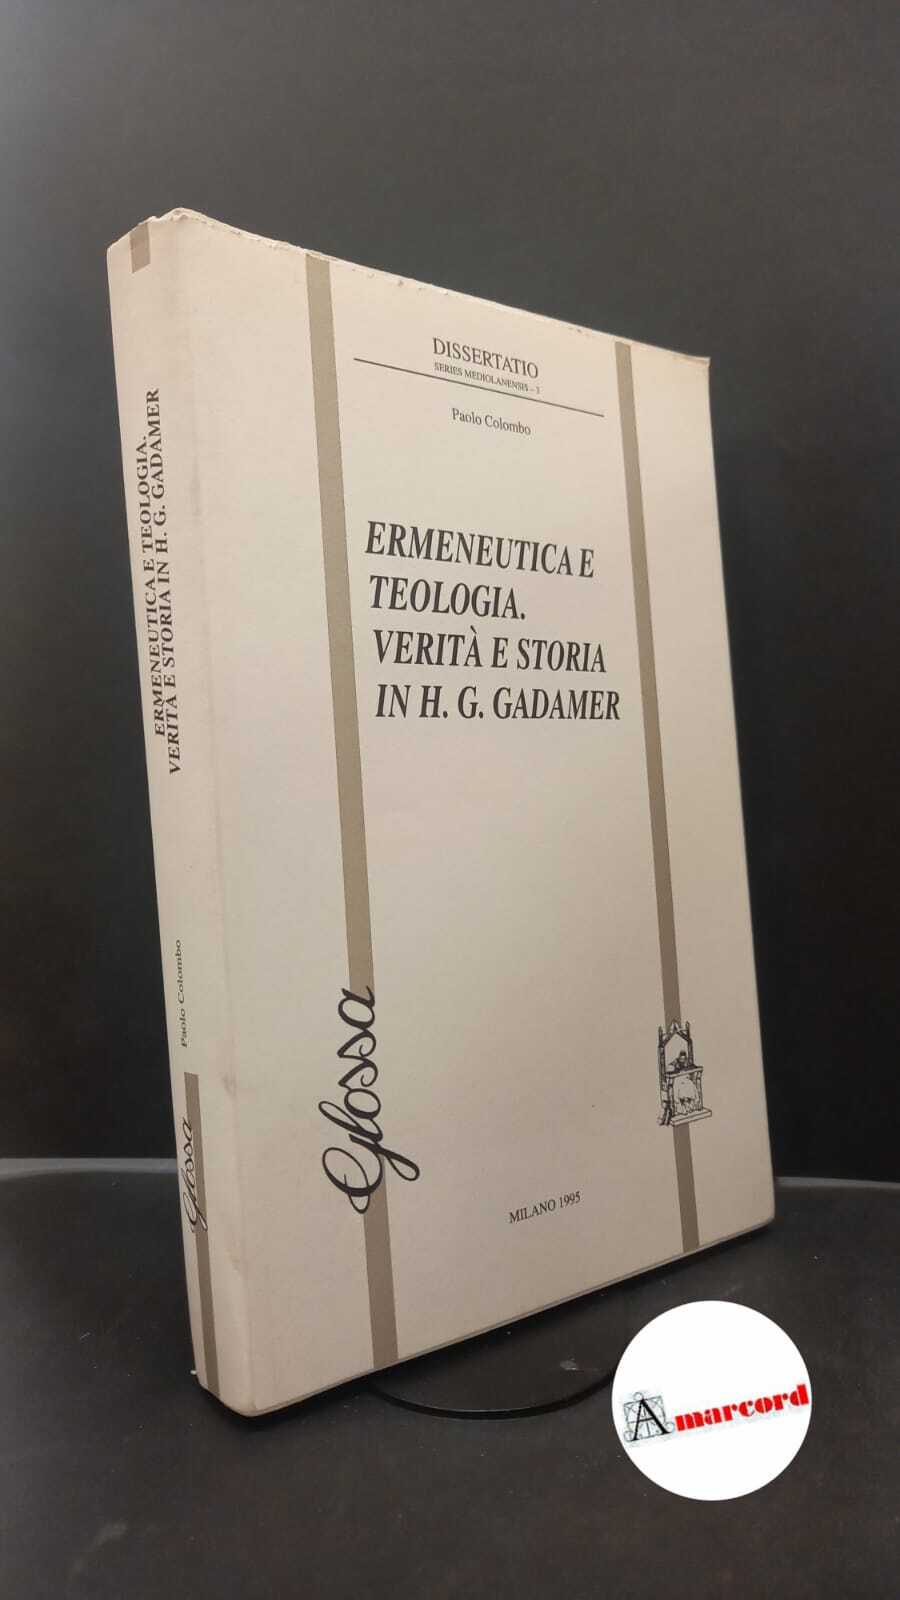 DISSERTATIO
SERIES MEDIOLANENSIS – 3
Paolo Colombo
ERMENEUTICA E
TEOLOGIA.
VERITÀ E STORIA
IN H. G. GADAMER
Glossa
MILANO 1995
ERMENEUTICA E TEOLOGIA.
VERITÀ E STORIA IN H. G. GADAMER
Paolo Colombo
Glossa
Amarcord